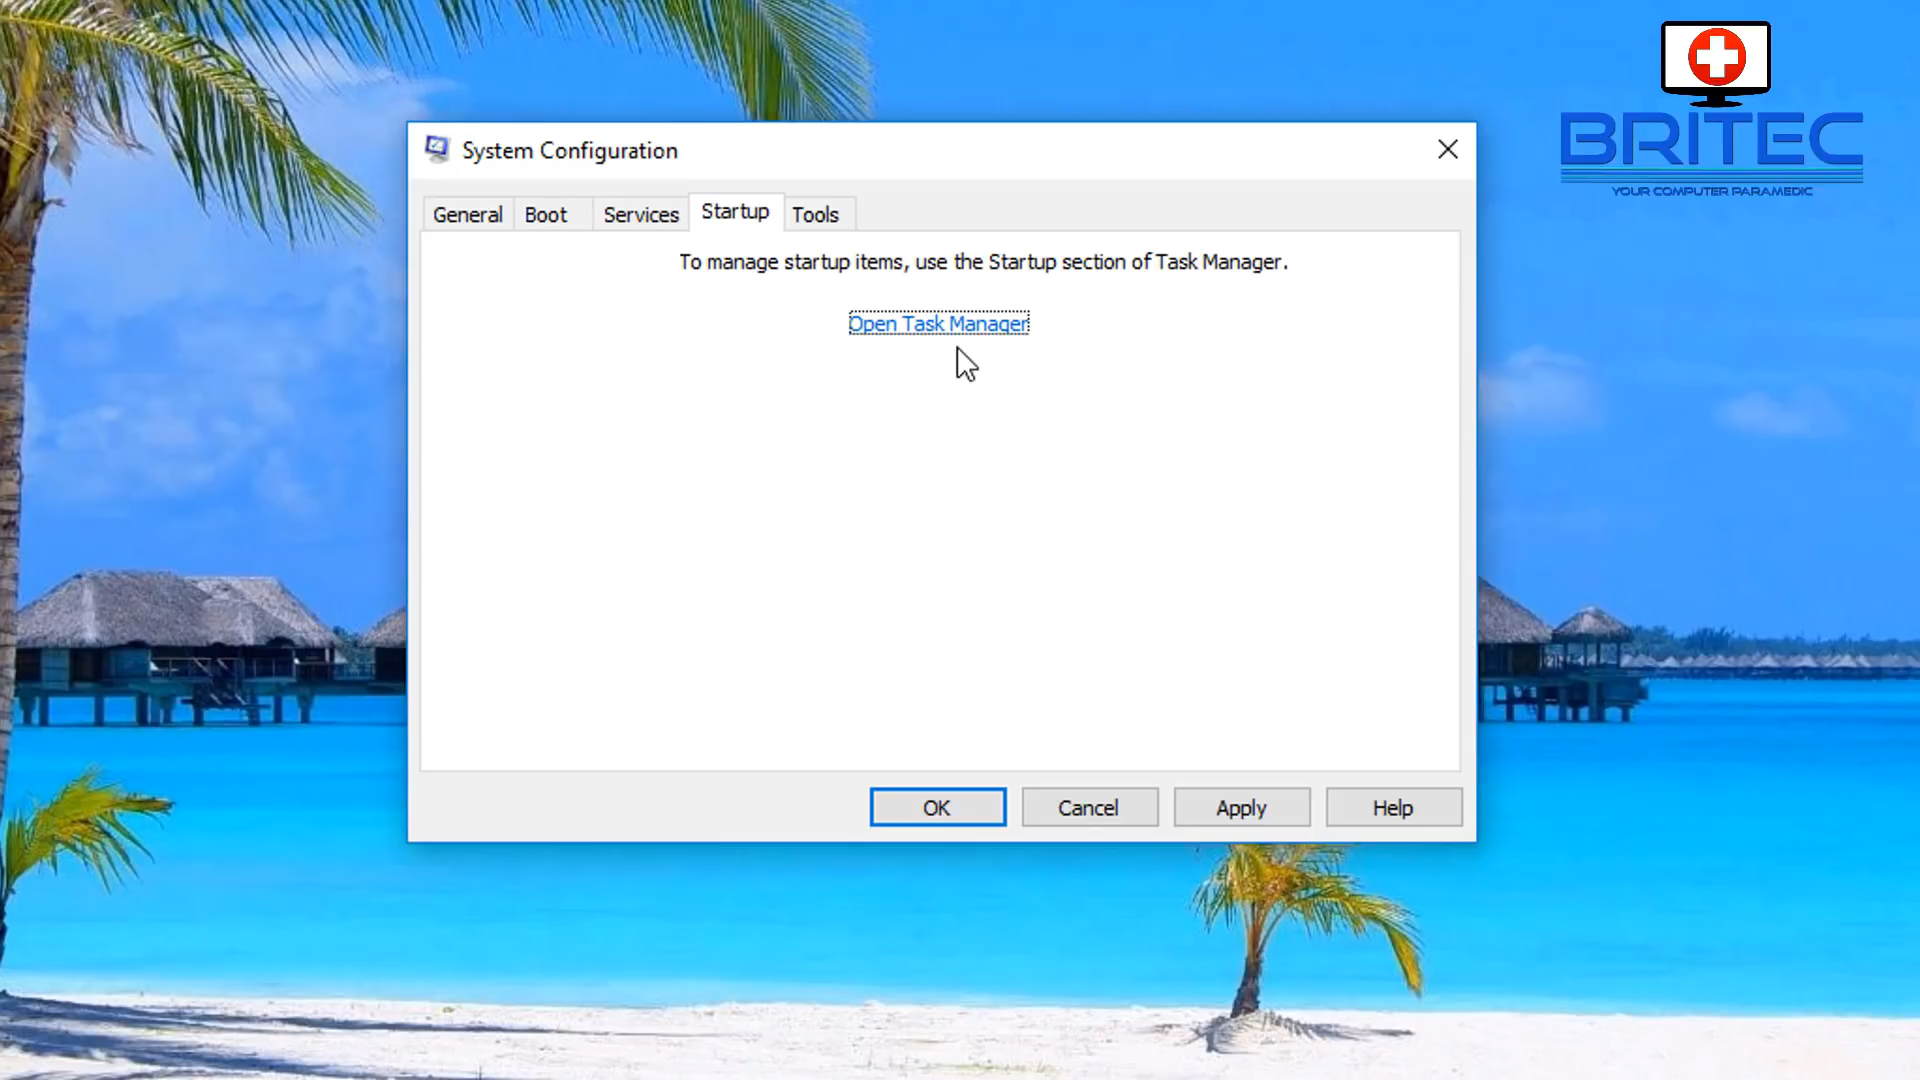 BRITEC
YOUR COMPUTER PARAMEDIC
System Configuration
General Boot Services Startup Tools
To manage startup items, use the Startup section of Task Manager.
Open Task Manager
OK Cancel Apply Help